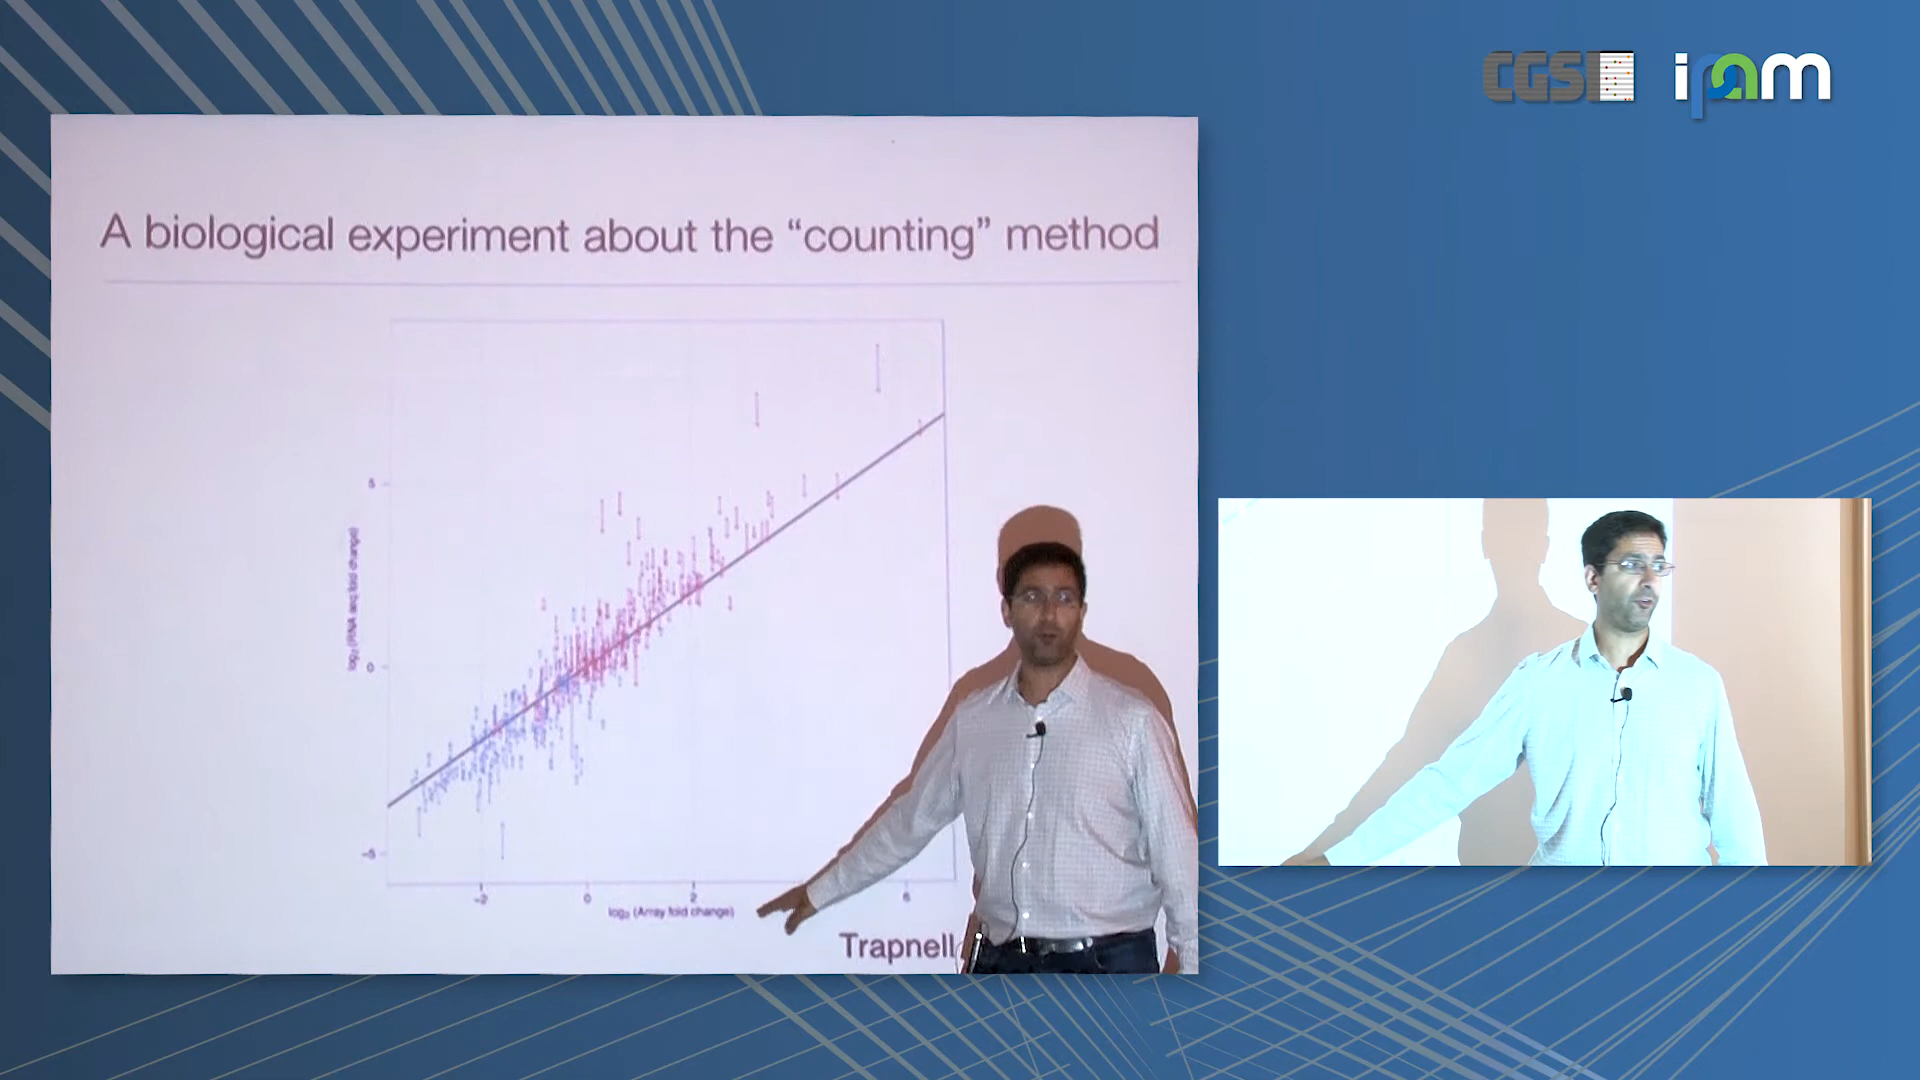 CGSI
ipam
A biological experiment about the “counting” method
5
log₂ (RNA seq fold change)
0
-5
-2
0
2
6
log₂ (Array fold change)
Trapnell